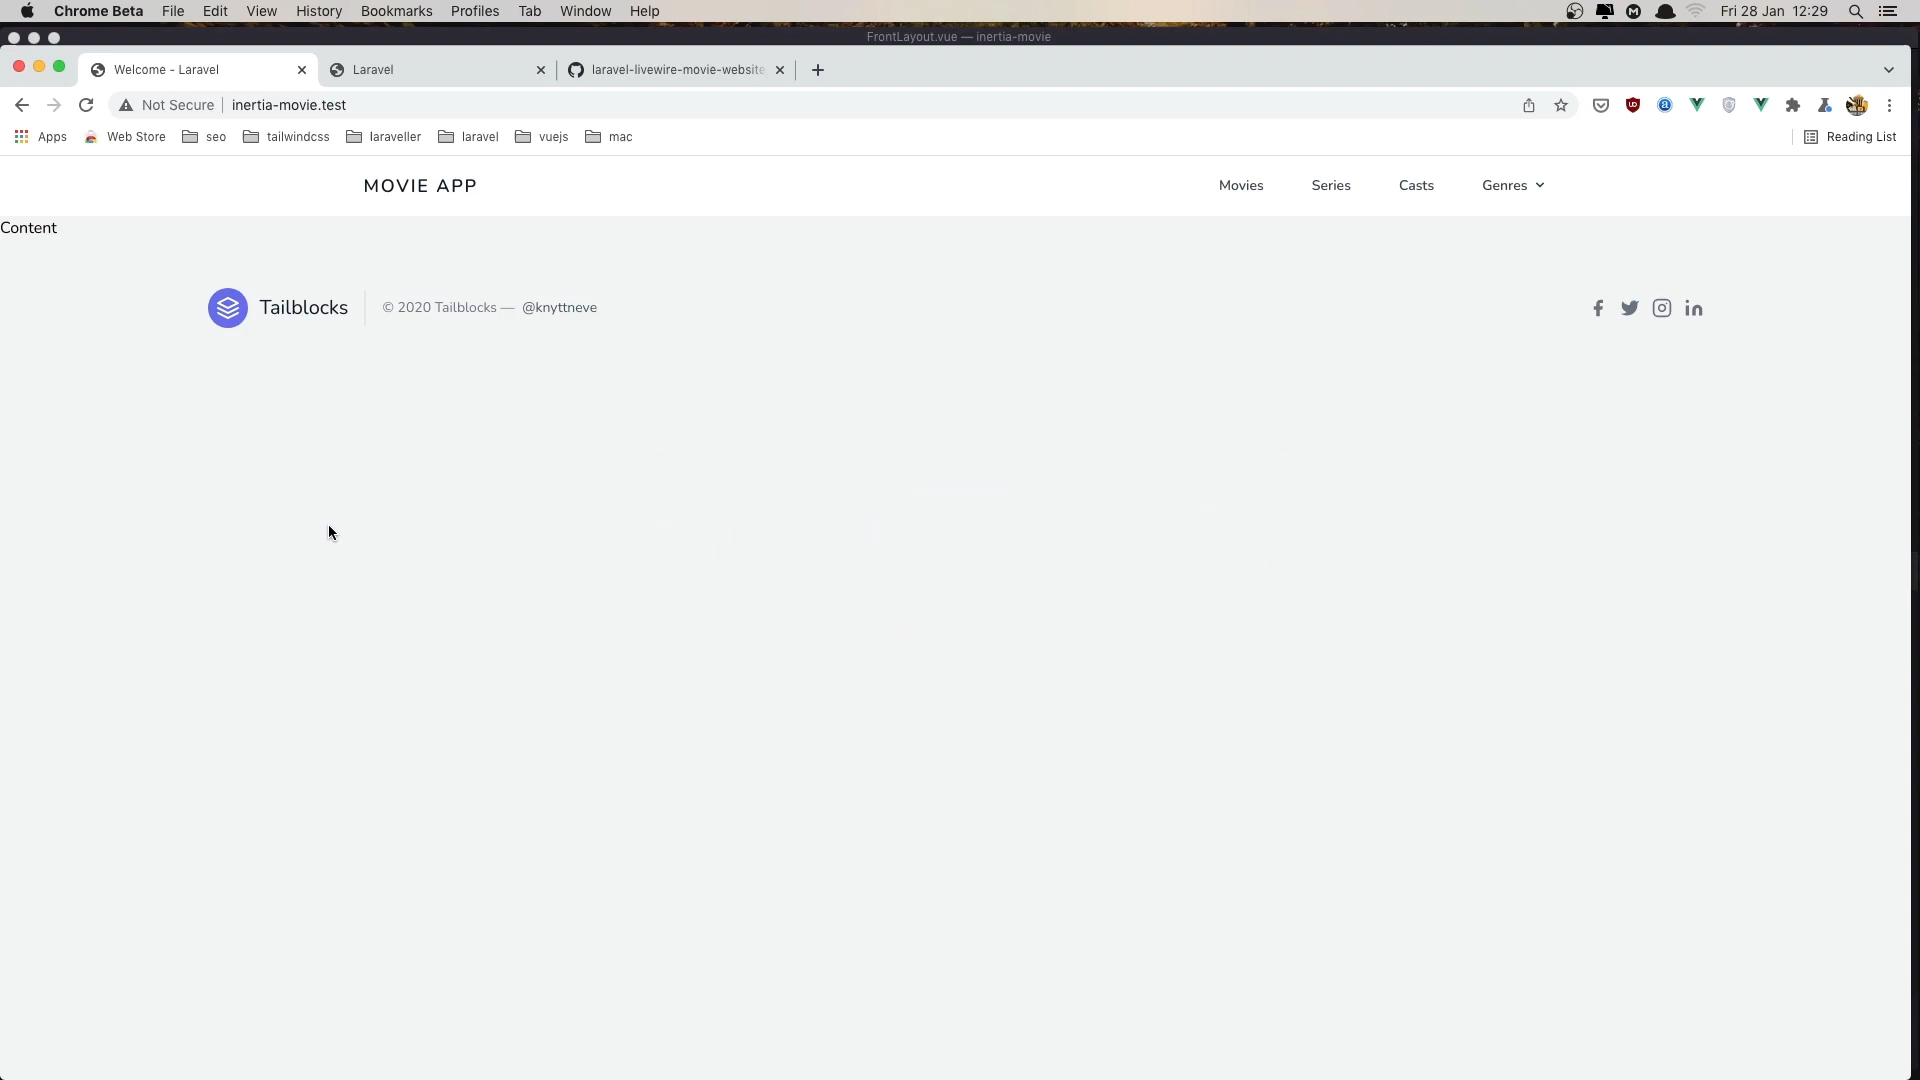 Chrome Beta File Edit View History Bookmarks Profiles Tab Window Help Fri 28 Jan 12:29
FrontLayout.vue — inertia-movie
Welcome - Laravel Laravel laravel-livewire-movie-website
Not Secure inertia-movie.test
Apps Web Store seo tailwindcss laraveller laravel vuejs mac Reading List
MOVIE APP Movies Series Casts Genres
Content
Tailblocks © 2020 Tailblocks — @knyttneve